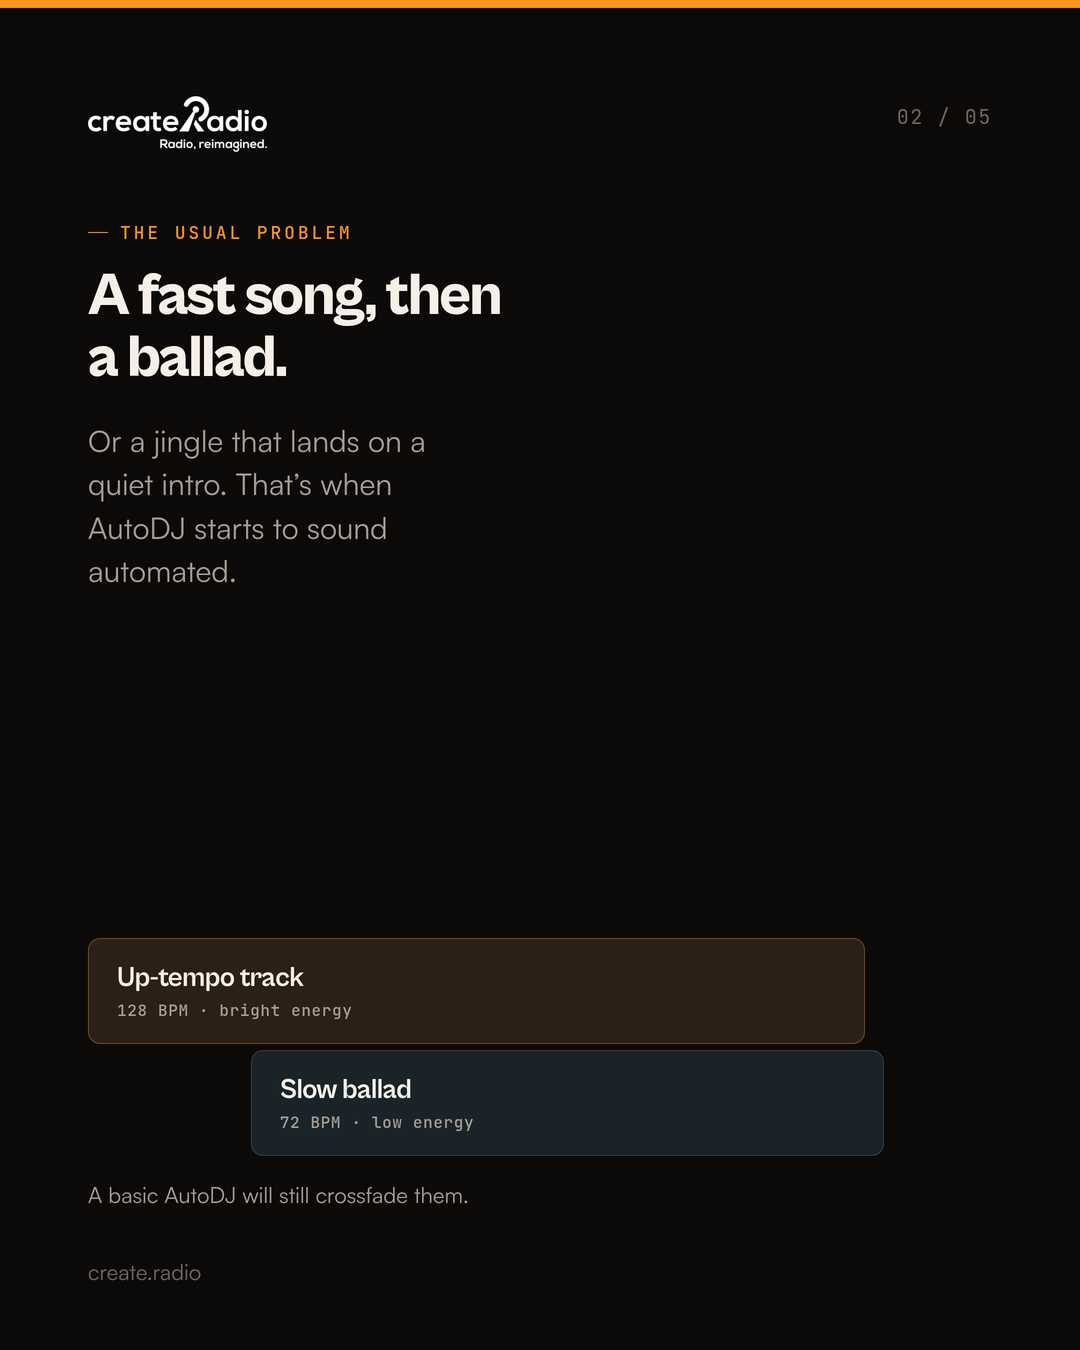 createRadio
Radio, reimagined.
02 / 05
— THE USUAL PROBLEM
A fast song, then
a ballad.
Or a jingle that lands on a
quiet intro. That’s when
AutoDJ starts to sound
automated.
Up-tempo track
128 BPM · bright energy
Slow ballad
72 BPM · low energy
A basic AutoDJ will still crossfade them.
create.radio